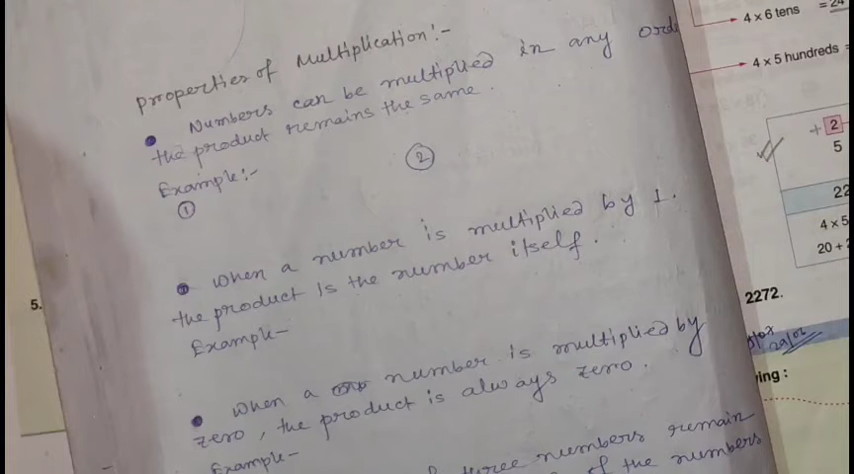 Properties of Multiplication:-
• Numbers can be multiplied in any
the product remains the same.
Example:-
① ②
• When a number is multiplied by 1.
the product is the number itself.
Example-
• When a number is multiplied by
zero, the product is always zero.
Example-
three numbers remain
of the numbers
5.
4 × 6 tens = 24
4 × 5 hundreds =
+ 2
5
22
4 × 5
20 + 2
2272.
ing :